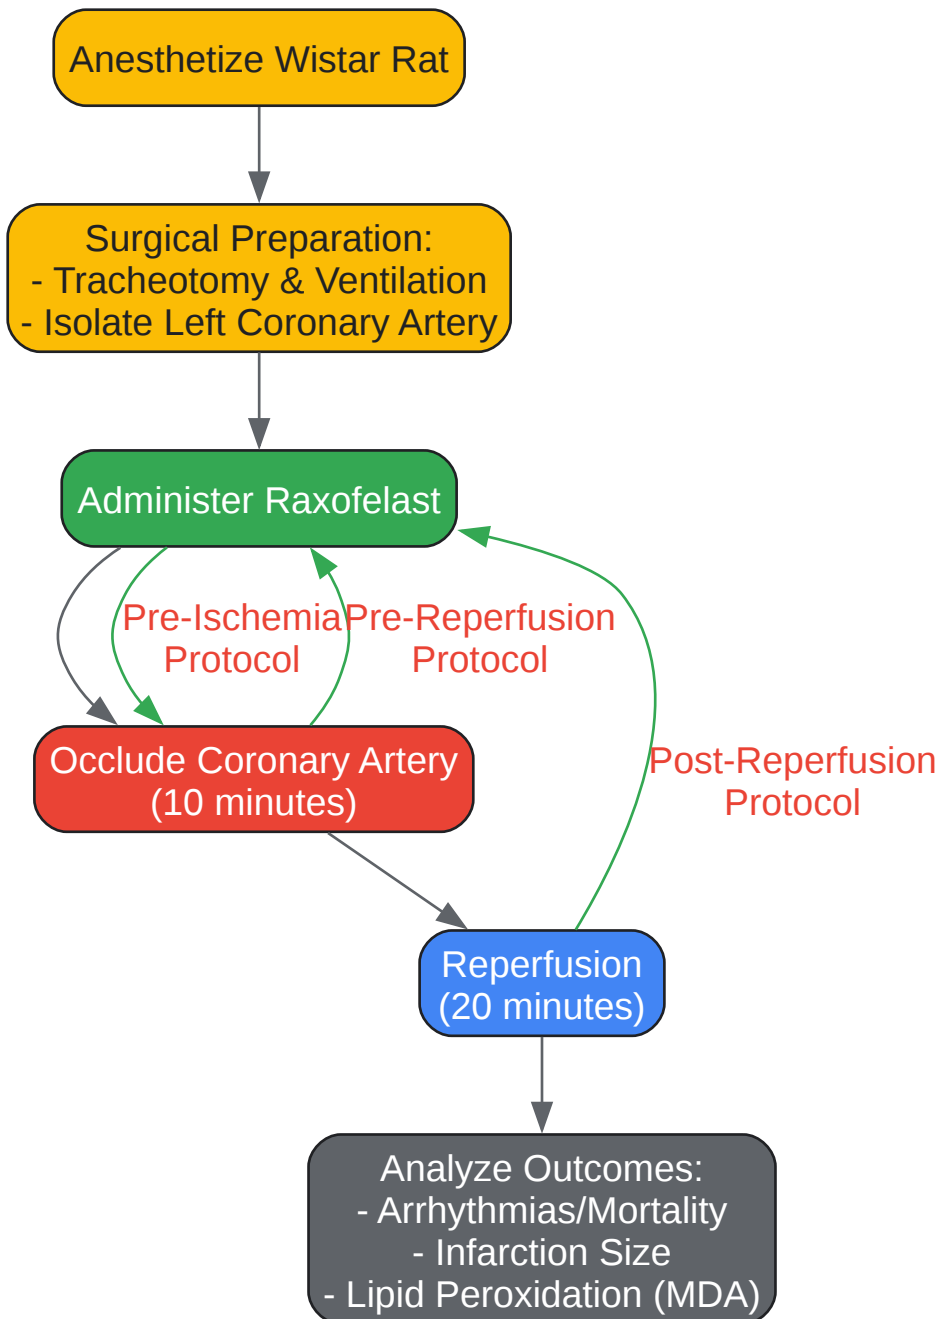 Anesthetize Wistar Rat
Surgical Preparation:
- Tracheotomy & Ventilation
- Isolate Left Coronary Artery
Administer Raxofelast
Pre-Ischemia
Protocol
Pre-Reperfusion
Protocol
Occlude Coronary Artery
(10 minutes)
Post-Reperfusion
Protocol
Reperfusion
(20 minutes)
Analyze Outcomes:
- Arrhythmias/Mortality
- Infarction Size
- Lipid Peroxidation (MDA)